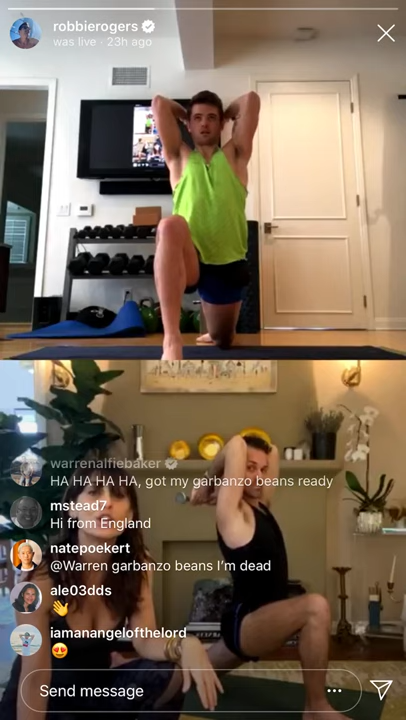 robbierogers
was live · 23h ago
warrenalfiebaker
HA HA HA HA, got my garbanzo beans ready
mstead7
Hi from England
natepoekert
@Warren garbanzo beans I'm dead
ale03dds
👋
iamanangelofthelord
😍
Send message